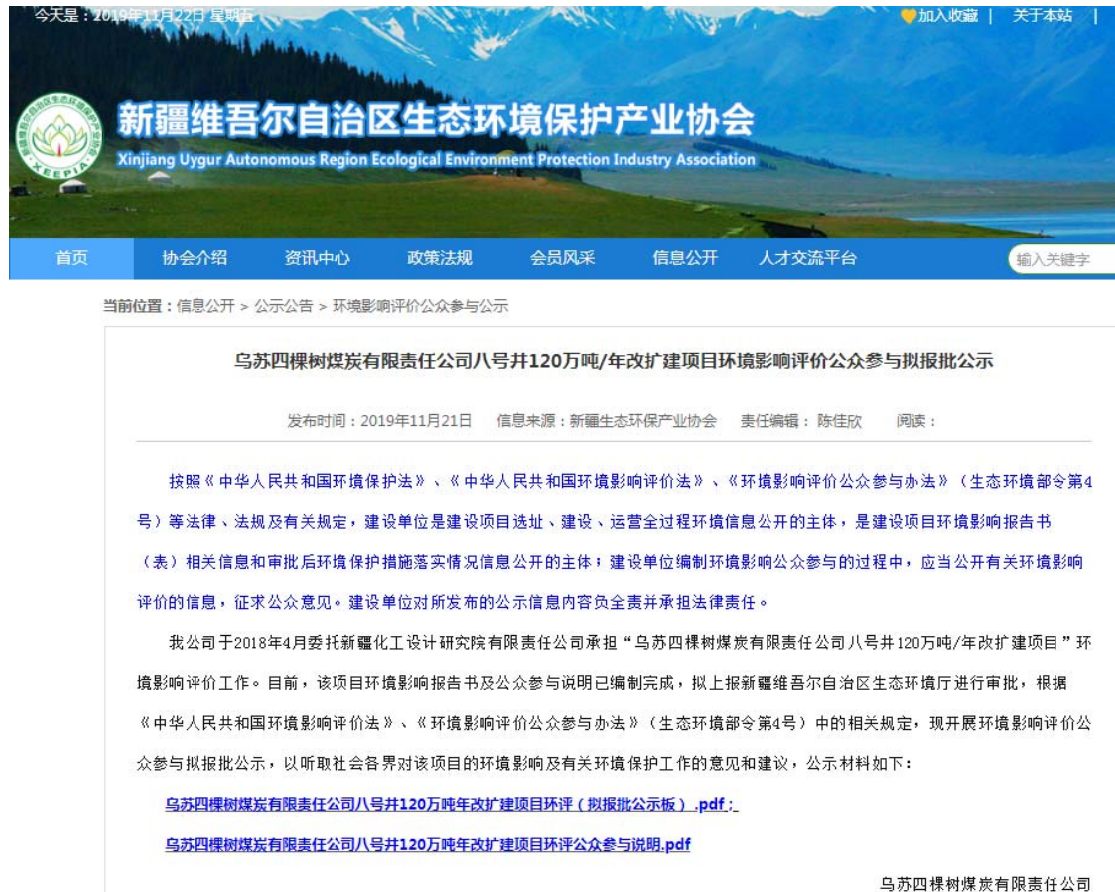 今天是：2019年11月22日 星期五
加入收藏 | 关于本站 |
新疆维吾尔自治区生态环境保护产业协会
Xinjiang Uygur Autonomous Region Ecological Environment Protection Industry Association
XEEPIA
首页 协会介绍 资讯中心 政策法规 会员风采 信息公开 人才交流平台 输入关键字
当前位置：信息公开 > 公示公告 > 环境影响评价公众参与公示
乌苏四棵树煤炭有限责任公司八号井120万吨/年改扩建项目环境影响评价公众参与拟报批公示
发布时间：2019年11月21日 信息来源：新疆生态环保产业协会 责任编辑： 陈佳欣 阅读：
按照《中华人民共和国环境保护法》、《中华人民共和国环境影响评价法》、《环境影响评价公众参与办法》（生态环境部令第4
号）等法律、法规及有关规定，建设单位是建设项目选址、建设、运营全过程环境信息公开的主体，是建设项目环境影响报告书
（表）相关信息和审批后环境保护措施落实情况信息公开的主体；建设单位编制环境影响公众参与的过程中，应当公开有关环境影响
评价的信息，征求公众意见。建设单位对所发布的公示信息内容负全责并承担法律责任。
我公司于2018年4月委托新疆化工设计研究院有限责任公司承担“乌苏四棵树煤炭有限责任公司八号井120万吨/年改扩建项目”环
境影响评价工作。目前，该项目环境影响报告书及公众参与说明已编制完成，拟上报新疆维吾尔自治区生态环境厅进行审批，根据
《中华人民共和国环境影响评价法》、《环境影响评价公众参与办法》（生态环境部令第4号）中的相关规定，现开展环境影响评价公
众参与拟报批公示，以听取社会各界对该项目的环境影响及有关环境保护工作的意见和建议，公示材料如下：
乌苏四棵树煤炭有限责任公司八号井120万吨年改扩建项目环评（拟报批公示板）.pdf；
乌苏四棵树煤炭有限责任公司八号井120万吨年改扩建项目环评公众参与说明.pdf
乌苏四棵树煤炭有限责任公司